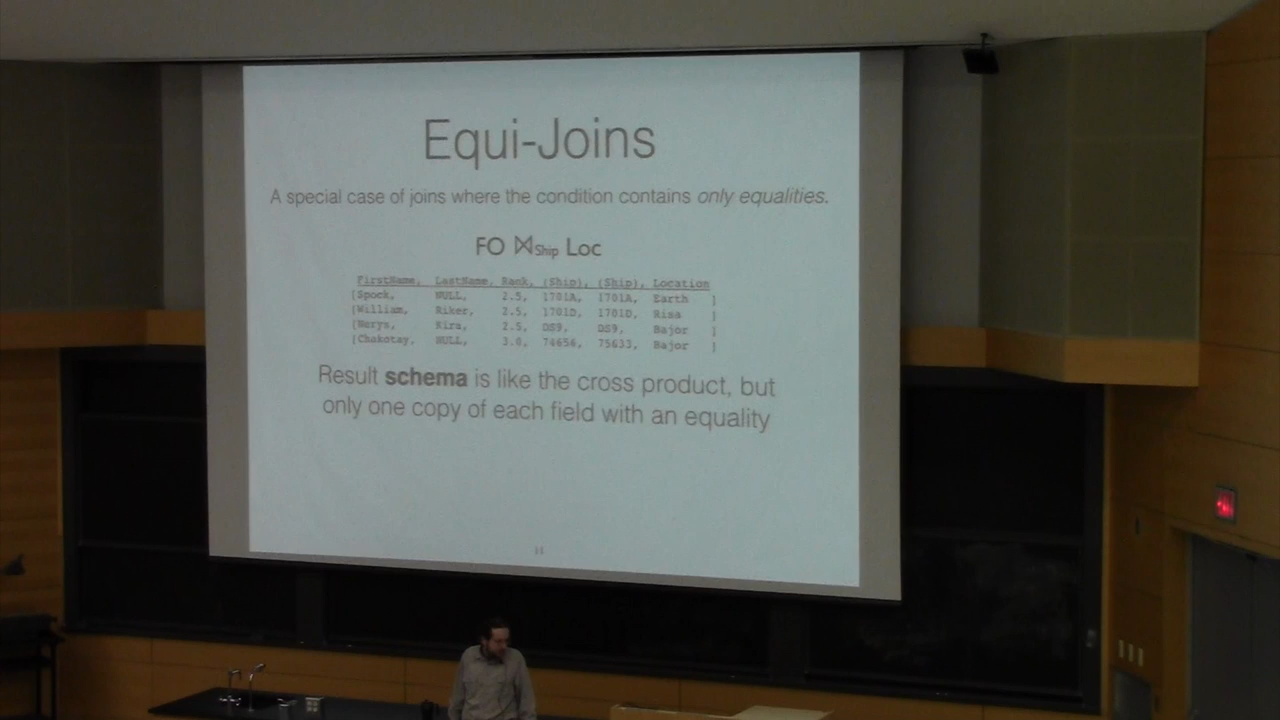 Equi-Joins
A special case of joins where the condition contains only equalities.
FO ⋈Ship Loc
FirstName, LastName, Rank, (Ship), (Ship), Location
[Spock, NULL, 2.5, 1701A, 1701A, Earth ]
[William, Riker, 2.5, 1701D, 1701D, Risa ]
[Nerys, Kira, 2.5, DS9, DS9, Bajor ]
[Chakotay, NULL, 3.0, 74656, 75633, Bajor ]
Result schema is like the cross product, but
only one copy of each field with an equality